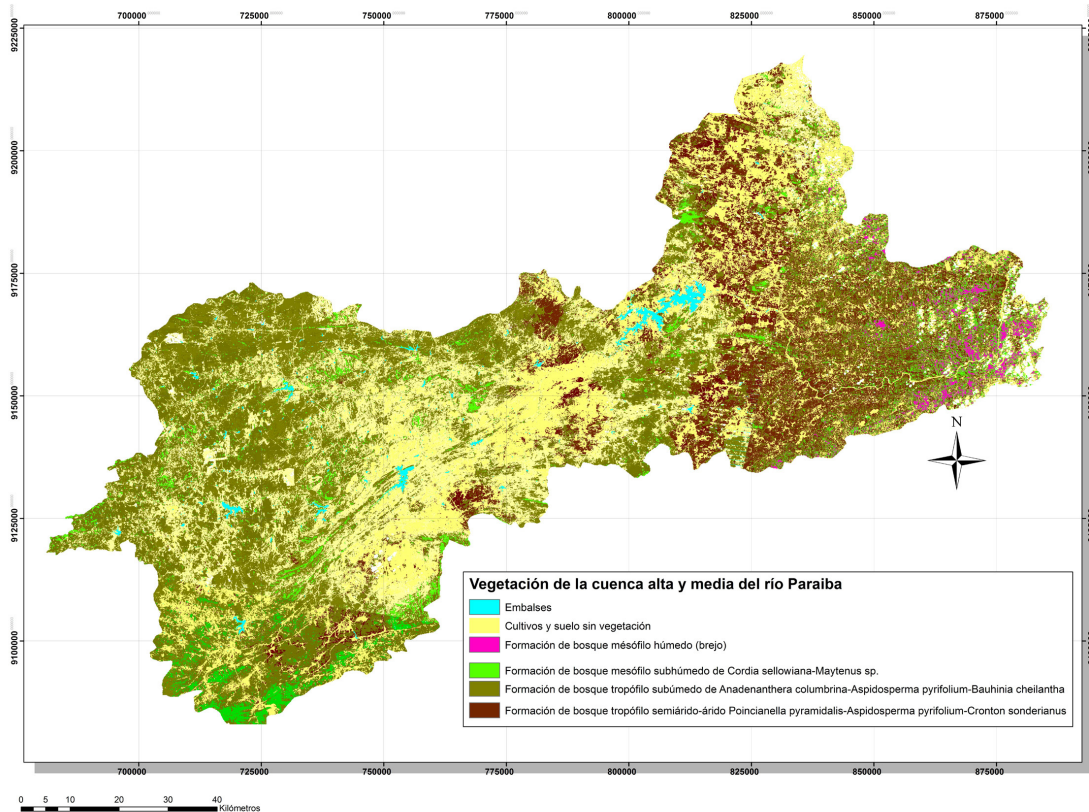 700000 725000 750000 775000 800000 825000 850000 875000
9225000
9200000
9175000
9150000
9125000
9100000
N
Vegetación de la cuenca alta y media del río Paraiba
Embalses
Cultivos y suelo sin vegetación
Formación de bosque mésófilo húmedo (brejo)
Formación de bosque mesófilo subhúmedo de Cordia sellowiana-Maytenus sp.
Formación de bosque tropófilo subúmedo de Anadenanthera columbrina-Aspidosperma pyrifolium-Bauhinia cheilantha
Formación de bosque tropófilo semiárido-árido Poincianella pyramidalis-Aspidosperma pyrifolium-Cronton sonderianus
700000 725000 750000 775000 800000 825000 850000 875000
0 5 10 20 30 40
Kilómetros